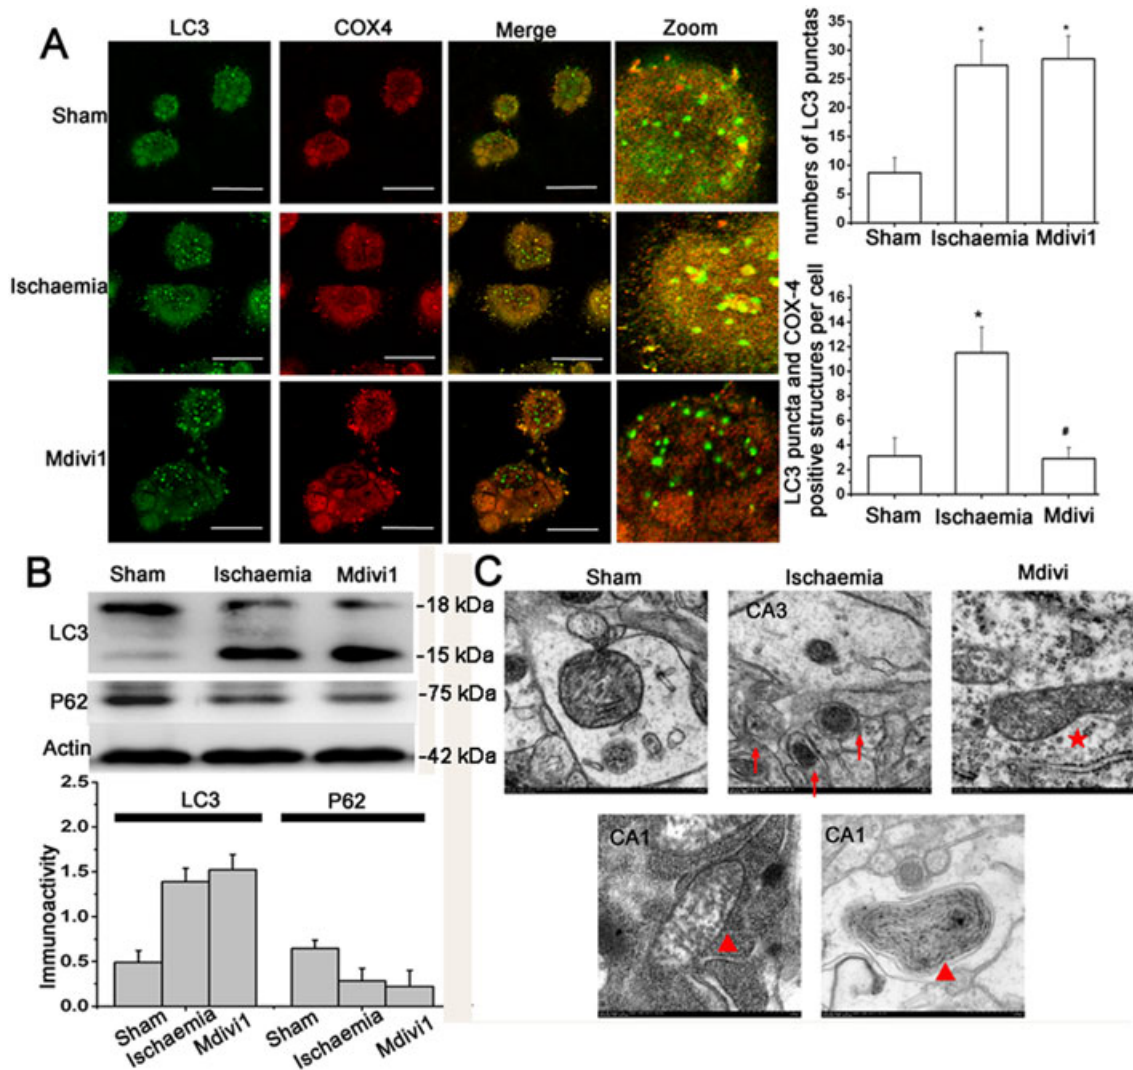 A
LC3
COX4
Merge
Zoom
Sham
Ischaemia
Mdivi1
numbers of LC3 punctas
35
30
25
20
15
10
5
0
*
*
Sham
Ischaemia
Mdivi1
LC3 puncta and COX-4
positive structures per cell
16
14
12
10
8
6
4
2
0
*
#
Sham
Ischaemia
Mdivi
B
Sham
Ischaemia
Mdivi1
LC3
-18 kDa
-15 kDa
P62
-75 kDa
Actin
-42 kDa
Immunoactivity
2.5
2.0
1.5
1.0
0.5
0.0
LC3
P62
Sham
Ischaemia
Mdivi1
Sham
Ischaemia
Mdivi1
C
Sham
Ischaemia
Mdivi
CA3
CA1
CA1